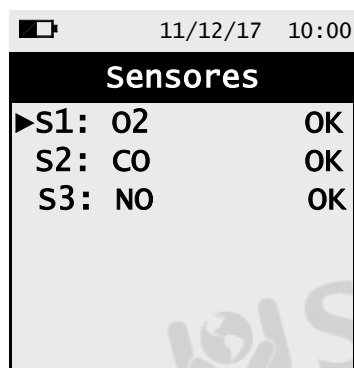 11/12/17 10:00
Sensores
►S1: O2 OK
S2: CO OK
S3: NO OK